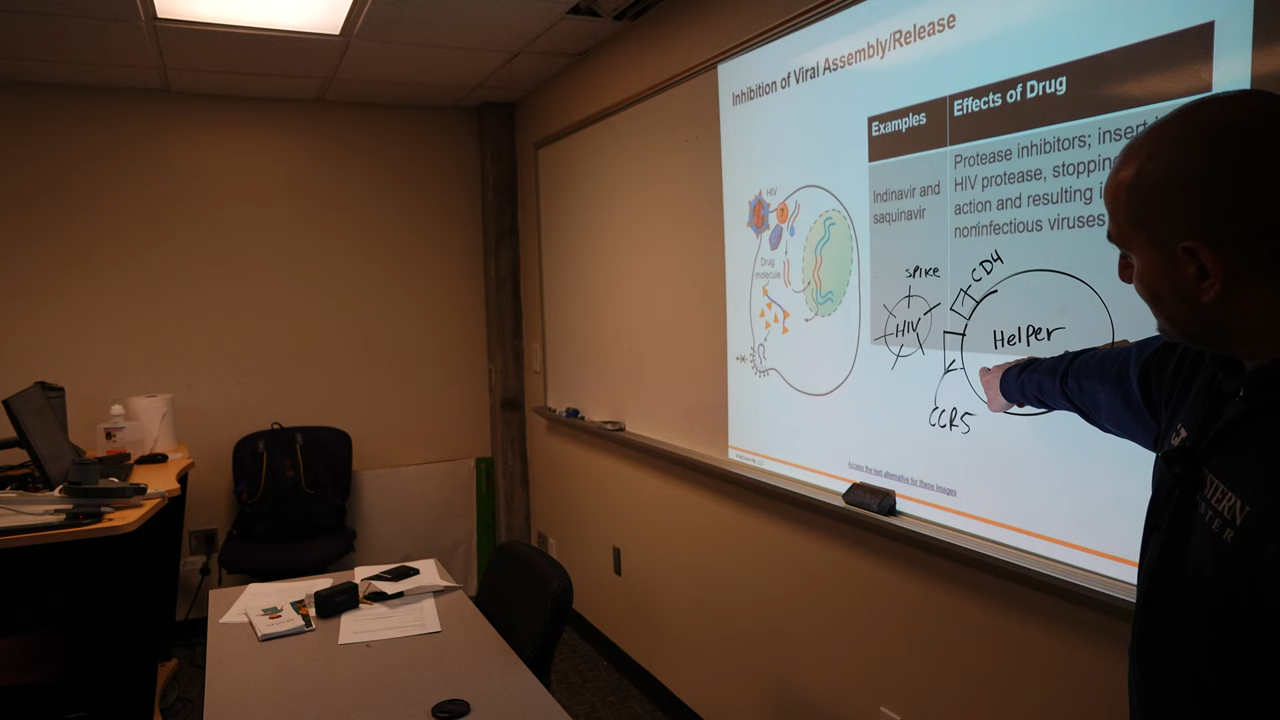 Inhibition of Viral Assembly/Release
Examples
Effects of Drug
Indinavir and
saquinavir
Protease inhibitors; insert
HIV protease, stopping
action and resulting
noninfectious viruses
HIV
Drug
molecule
SPIKE
HIV
CD4
Helper
CCR5
Access the text alternative for these images
STERN